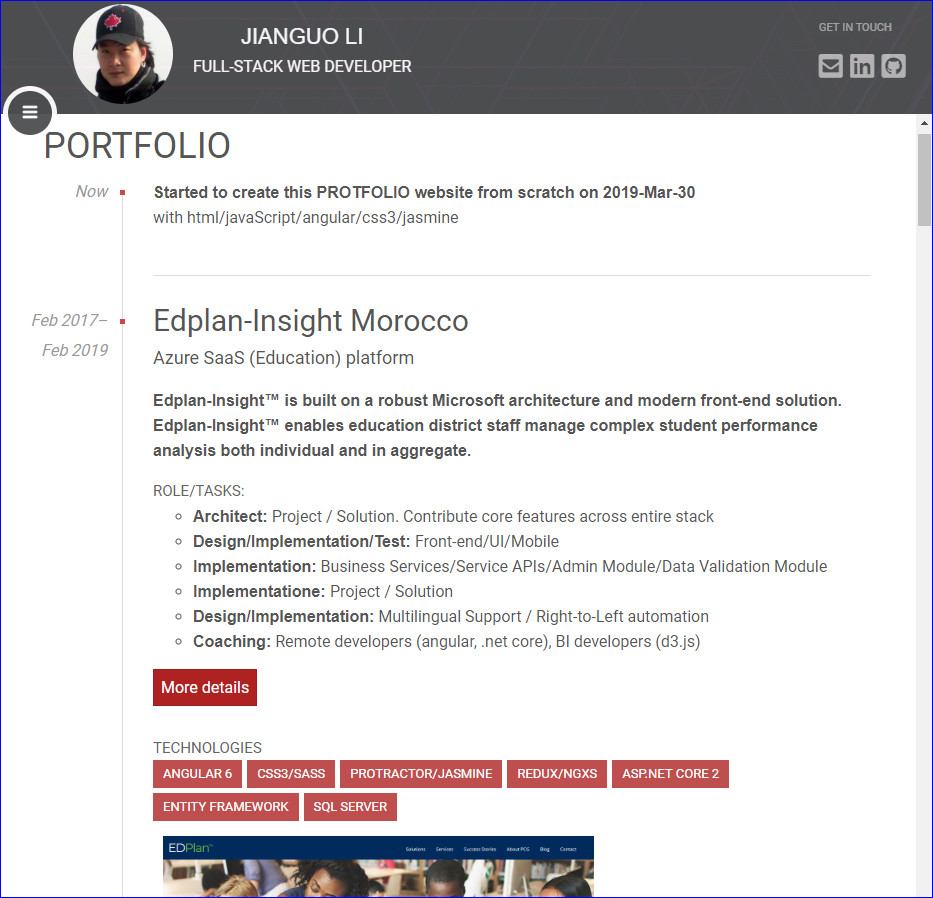 JIANGUO LI
FULL-STACK WEB DEVELOPER
GET IN TOUCH
in
PORTFOLIO
Now
Started to create this PROTFOLIO website from scratch on 2019-Mar-30
with html/javaScript/angular/css3/jasmine
Feb 2017–
Feb 2019
Edplan-Insight Morocco
Azure SaaS (Education) platform
Edplan-Insight™ is built on a robust Microsoft architecture and modern front-end solution.
Edplan-Insight™ enables education district staff manage complex student performance
analysis both individual and in aggregate.
ROLE/TASKS:
Architect: Project / Solution. Contribute core features across entire stack
Design/Implementation/Test: Front-end/UI/Mobile
Implementation: Business Services/Service APIs/Admin Module/Data Validation Module
Implementatione: Project / Solution
Design/Implementation: Multilingual Support / Right-to-Left automation
Coaching: Remote developers (angular, .net core), BI developers (d3.js)
More details
TECHNOLOGIES
ANGULAR 6 CSS3/SASS PROTRACTOR/JASMINE REDUX/NGXS ASP.NET CORE 2
ENTITY FRAMEWORK SQL SERVER
EDPlan™ Solutions Services Success Stories About PCG Blog Contact